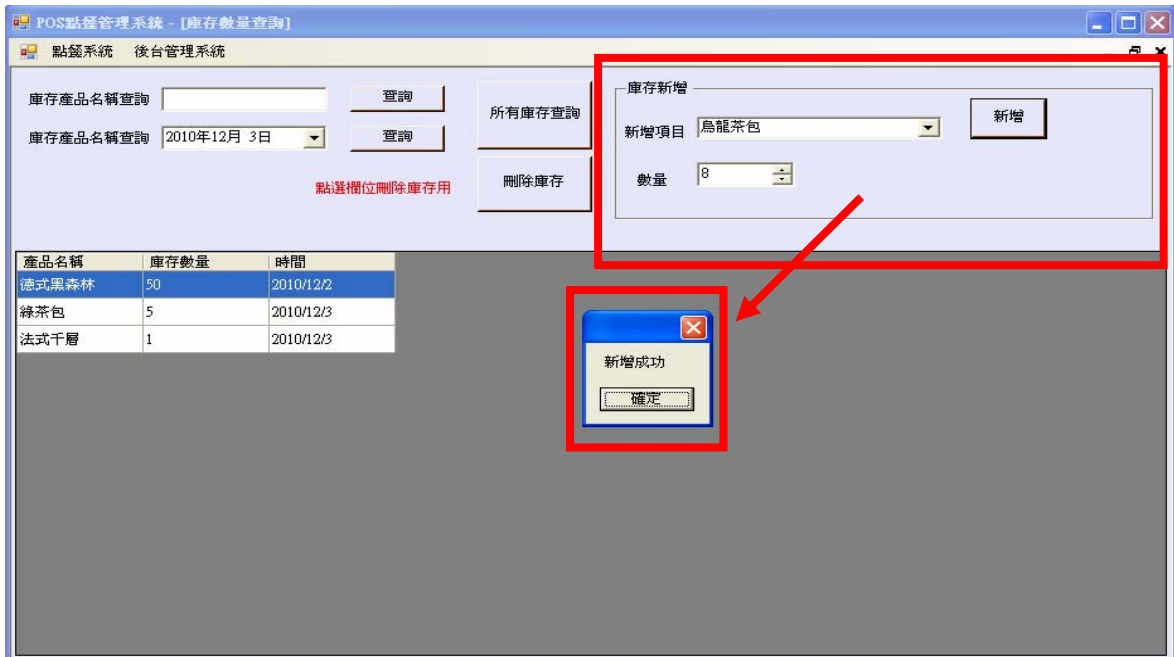 POS點餐管理系統 - [庫存數量查詢]
點餐系統 後台管理系統
庫存產品名稱查詢 查詢
庫存產品名稱查詢 2010年12月 3日 查詢
點選欄位刪除庫存用
所有庫存查詢
刪除庫存
庫存新增
新增項目 烏龍茶包 新增
數量 8
產品名稱 庫存數量 時間
德式黑森林 50 2010/12/2
綠茶包 5 2010/12/3
法式千層 1 2010/12/3
新增成功
確定